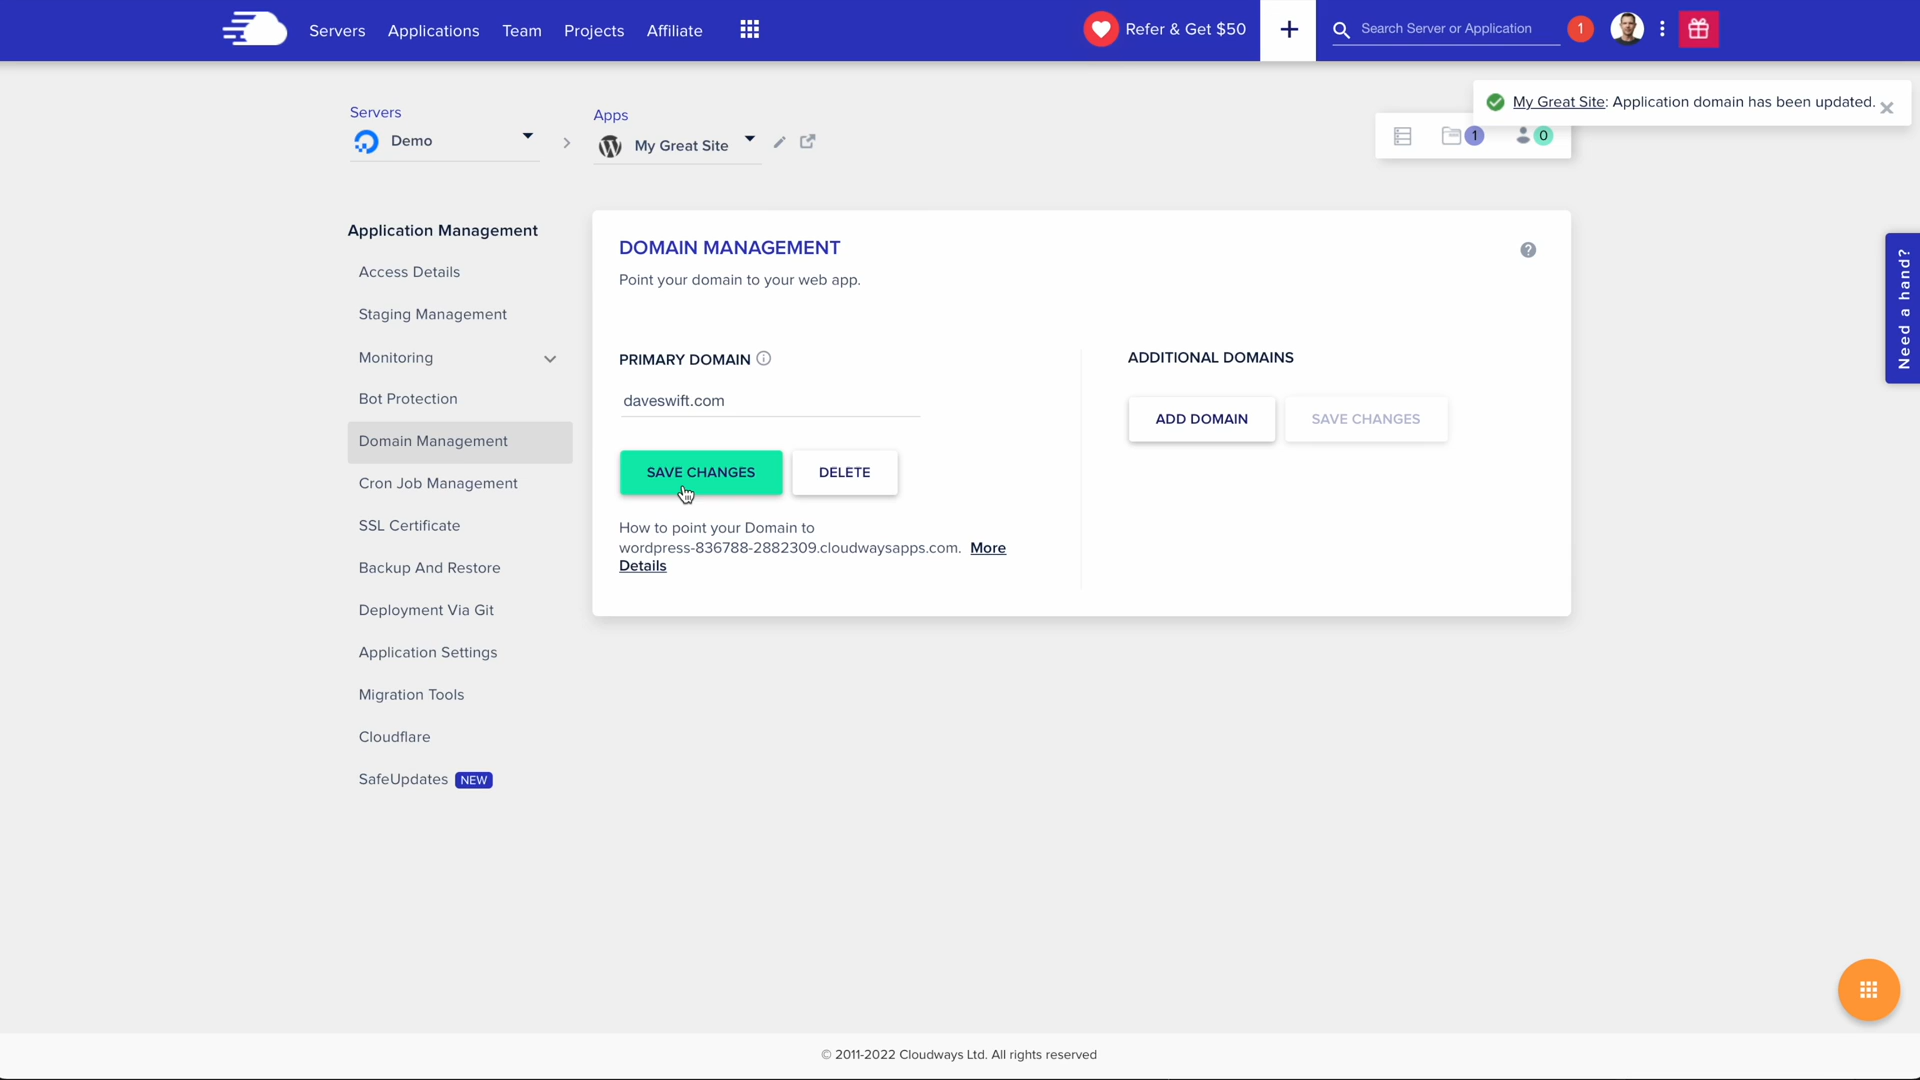 Servers Applications Team Projects Affiliate
Refer & Get $50
+
Search Server or Application
1
My Great Site: Application domain has been updated.
Servers
Demo
Apps
My Great Site
1
0
Application Management
Access Details
Staging Management
Monitoring
Bot Protection
Domain Management
Cron Job Management
SSL Certificate
Backup And Restore
Deployment Via Git
Application Settings
Migration Tools
Cloudflare
SafeUpdates NEW
DOMAIN MANAGEMENT
?
Point your domain to your web app.
PRIMARY DOMAIN
daveswift.com
SAVE CHANGES
DELETE
How to point your Domain to
wordpress-836788-2882309.cloudwaysapps.com. More
Details
ADDITIONAL DOMAINS
ADD DOMAIN
SAVE CHANGES
Need a hand?
© 2011-2022 Cloudways Ltd. All rights reserved